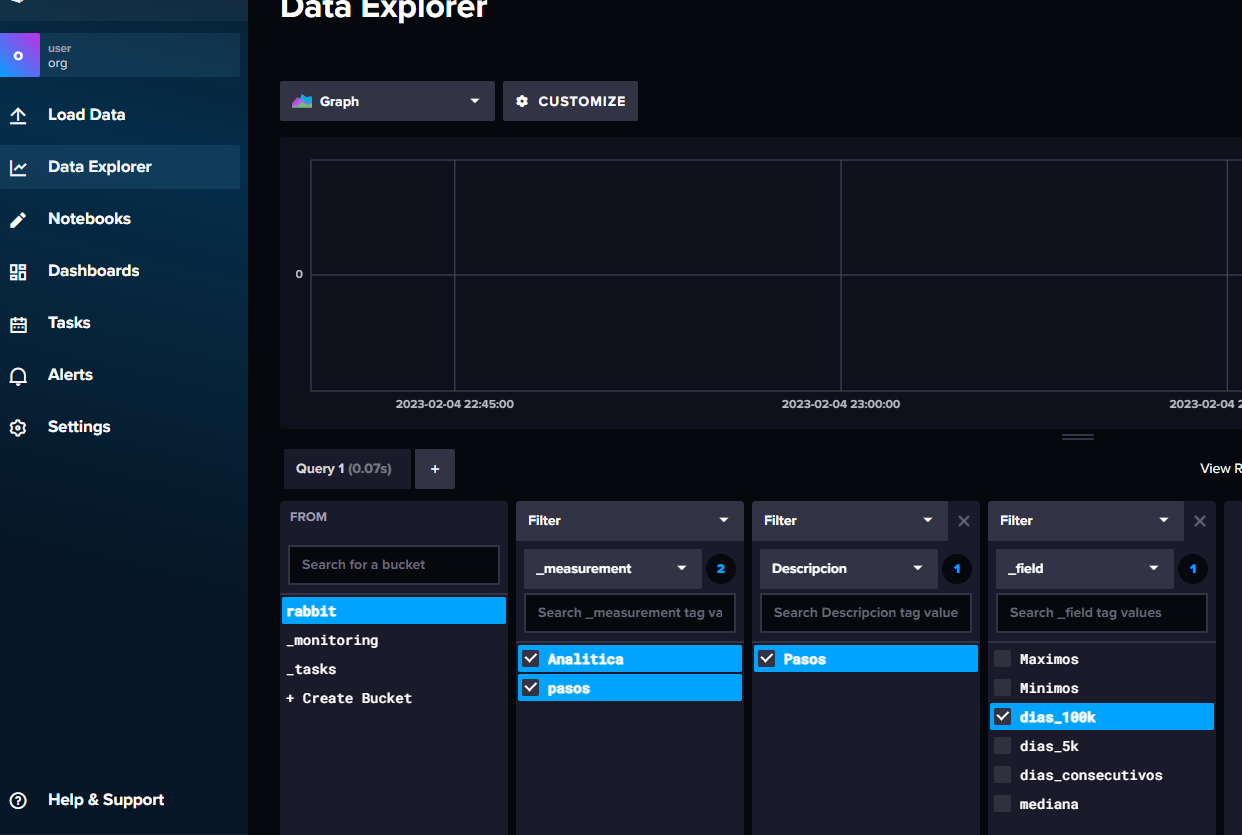 Data Explorer
user
org
Load Data
Data Explorer
Notebooks
Dashboards
Tasks
Alerts
Settings
Help & Support
Graph
CUSTOMIZE
0
2023-02-04 22:45:00
2023-02-04 23:00:00
2023-02-04 2
Query 1 (0.07s)
+
View R
FROM
Search for a bucket
rabbit
_monitoring
_tasks
+ Create Bucket
Filter
_measurement
2
Search _measurement tag va
Analitica
pasos
Filter
Descripcion
1
Search Descripcion tag value
Pasos
Filter
_field
1
Search _field tag values
Maximos
Minimos
dias_100k
dias_5k
dias_consecutivos
mediana